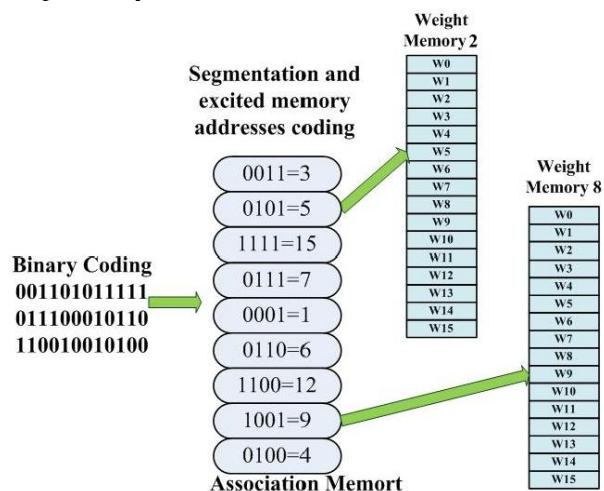 Weight
Memory 2
W0
W1
W2
W3
W4
W5
W6
W7
W8
W9
W10
W11
W12
W13
W14
W15
Segmentation and
excited memory
addresses coding
0011=3
0101=5
1111=15
0111=7
0001=1
0110=6
1100=12
1001=9
0100=4
Association Memort
Binary Coding
001101011111
011100010110
110010010100
Weight
Memory 8
W0
W1
W2
W3
W4
W5
W6
W7
W8
W9
W10
W11
W12
W13
W14
W15